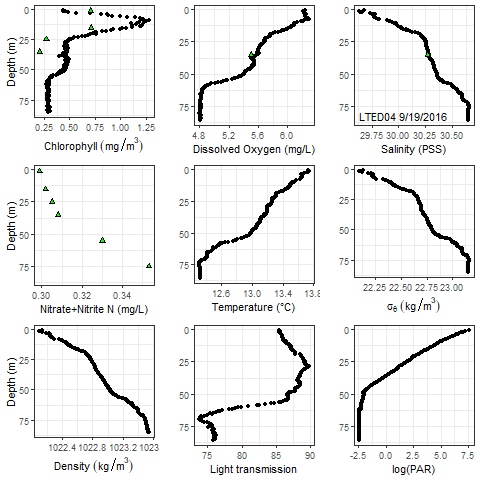 0
25
50
75
Depth (m)
0.25 0.50 0.75 1.00 1.25
Chlorophyll (mg/m³)
0
25
50
75
4.8 5.4 6.0
Dissolved Oxygen (mg/L)
0
25
50
75
LTED04 9/19/2016
29.75 30.00 30.25 30.50
Salinity (PSS)
0
25
50
75
Depth (m)
0.30 0.32 0.34
Nitrate+Nitrite N (mg/L)
0
25
50
75
12.6 13.0 13.4 13.8
Temperature (°C)
0
25
50
75
22.25 22.50 22.75 23.00
σθ (kg/m³)
0
25
50
75
Depth (m)
1022.4 1022.8 1023.2 1023
Density (kg/m³)
0
25
50
75
75 80 85 90
Light transmission
0
25
50
75
-2.5 0.0 2.5 5.0 7.5
log(PAR)